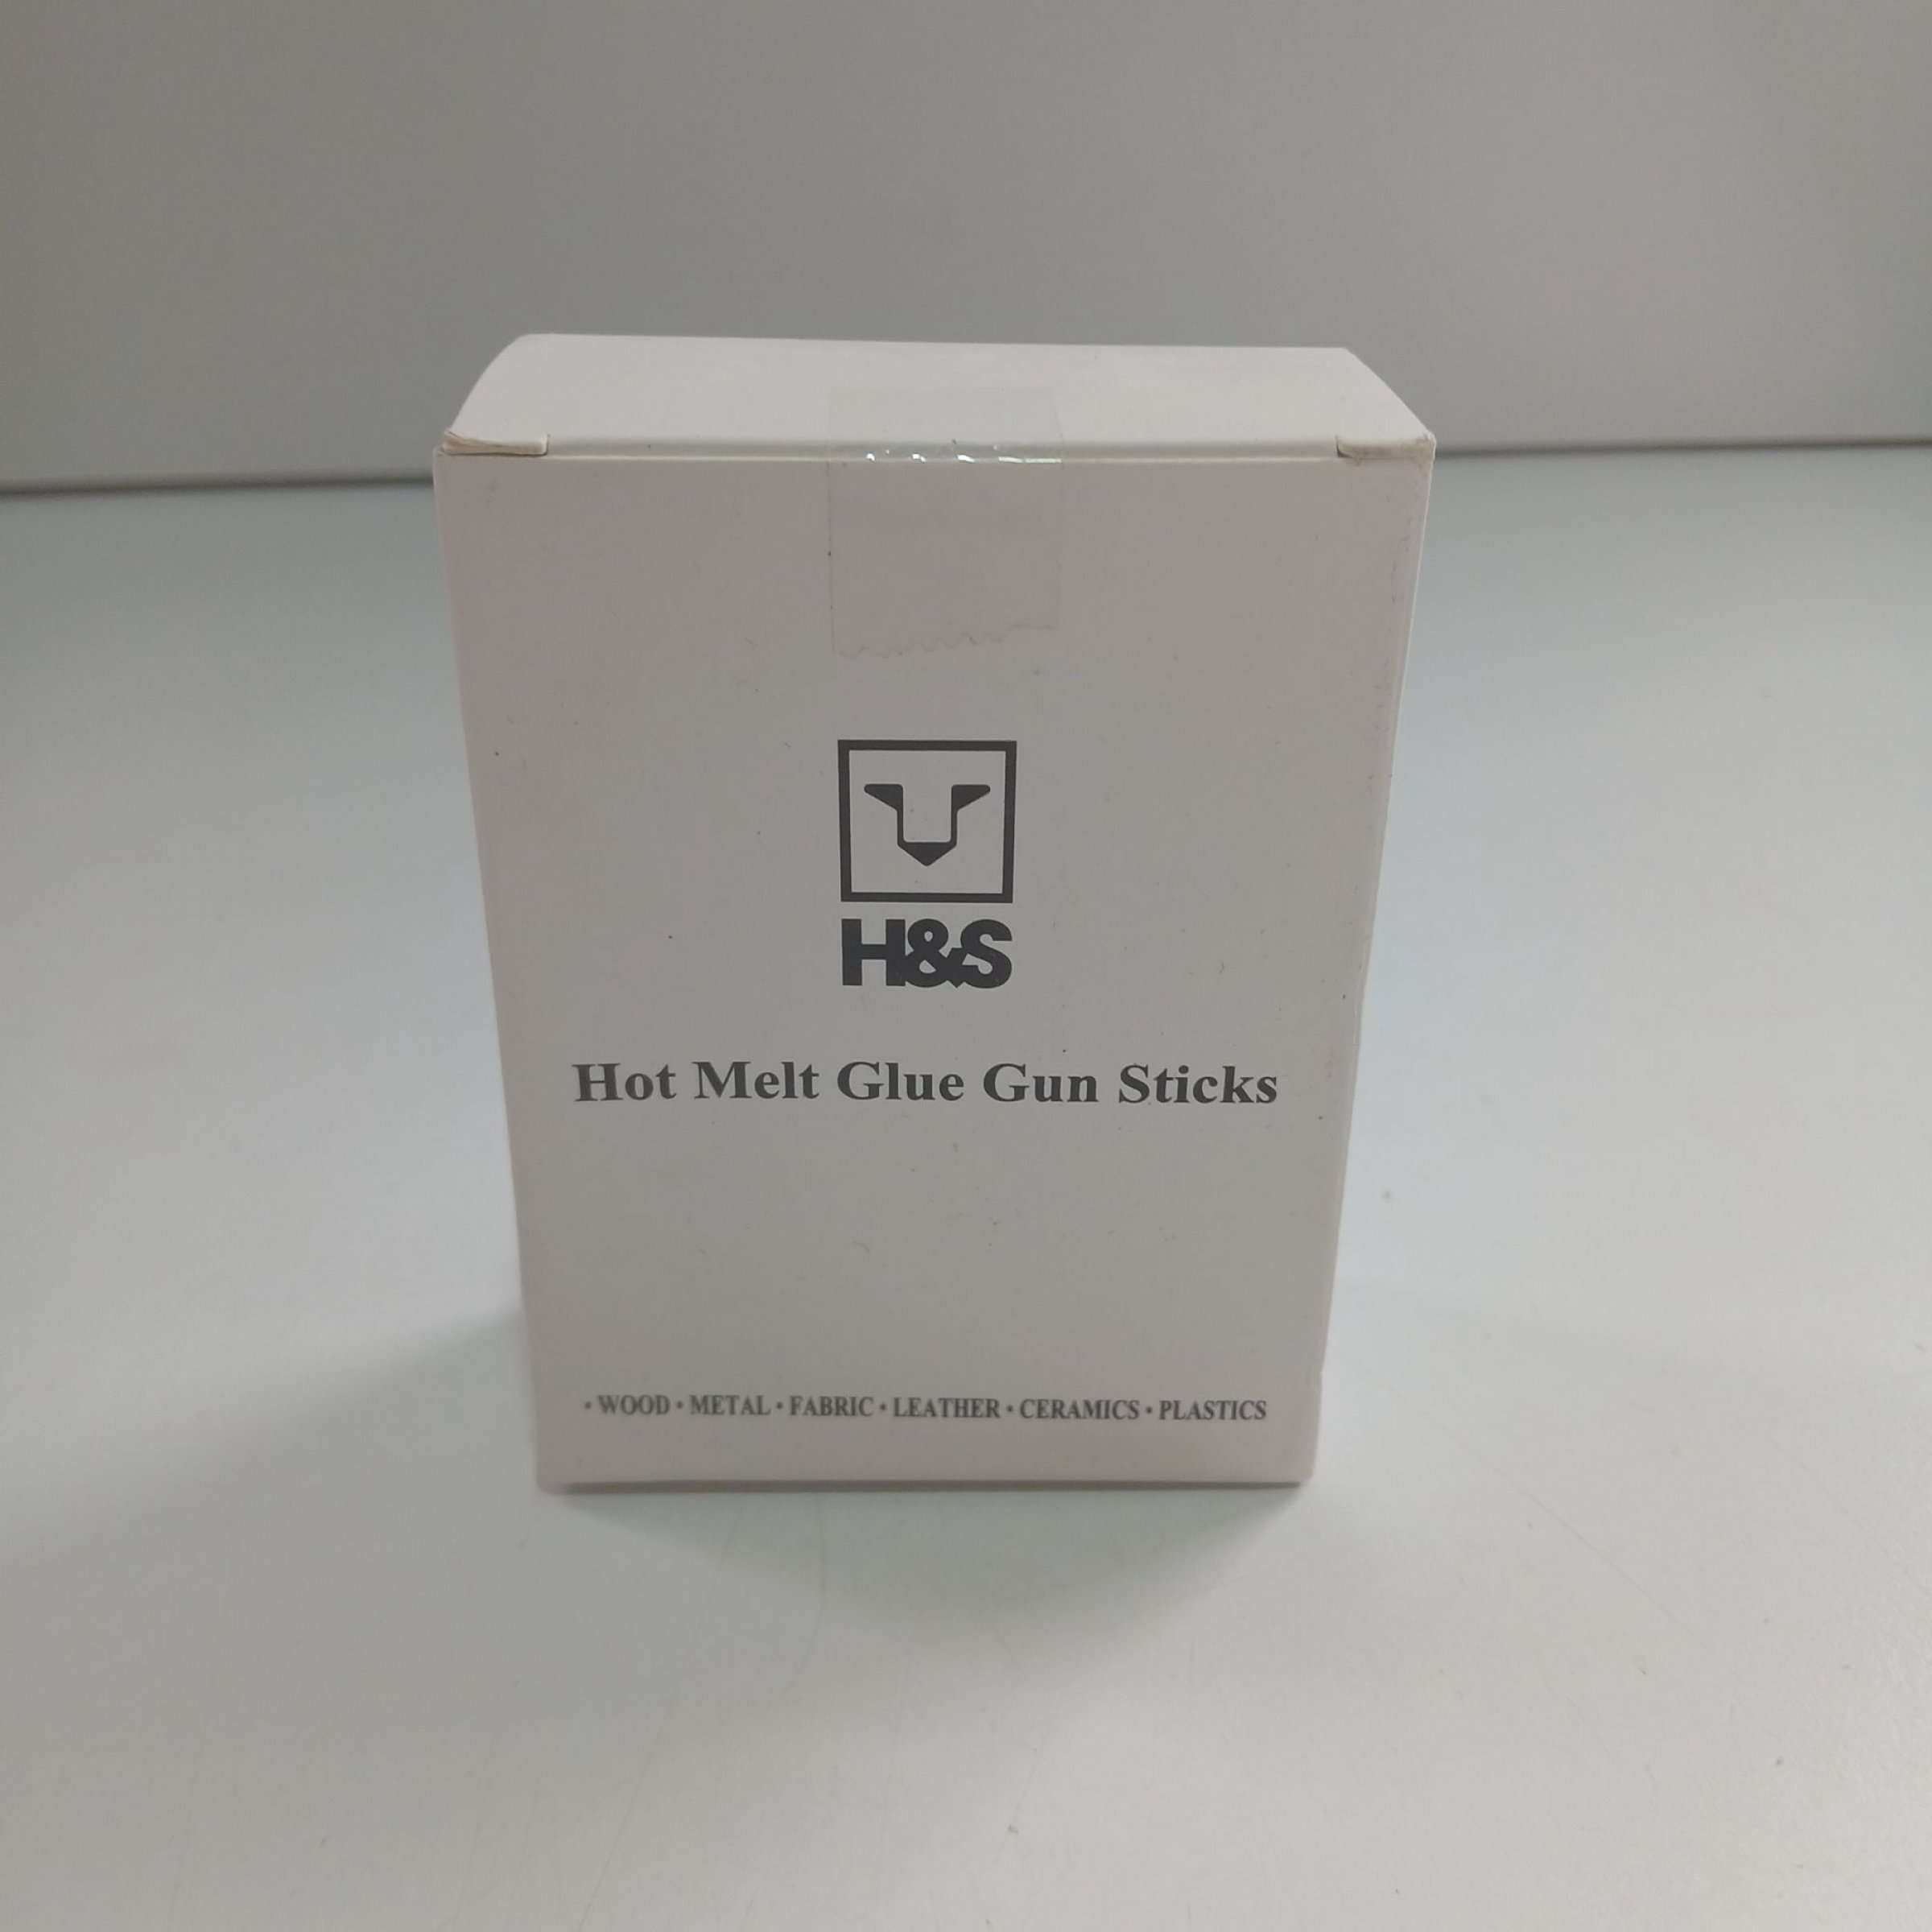 H&S
Hot Melt Glue Gun Sticks
• WOOD • METAL • FABRIC • LEATHER • CERAMICS • PLASTICS